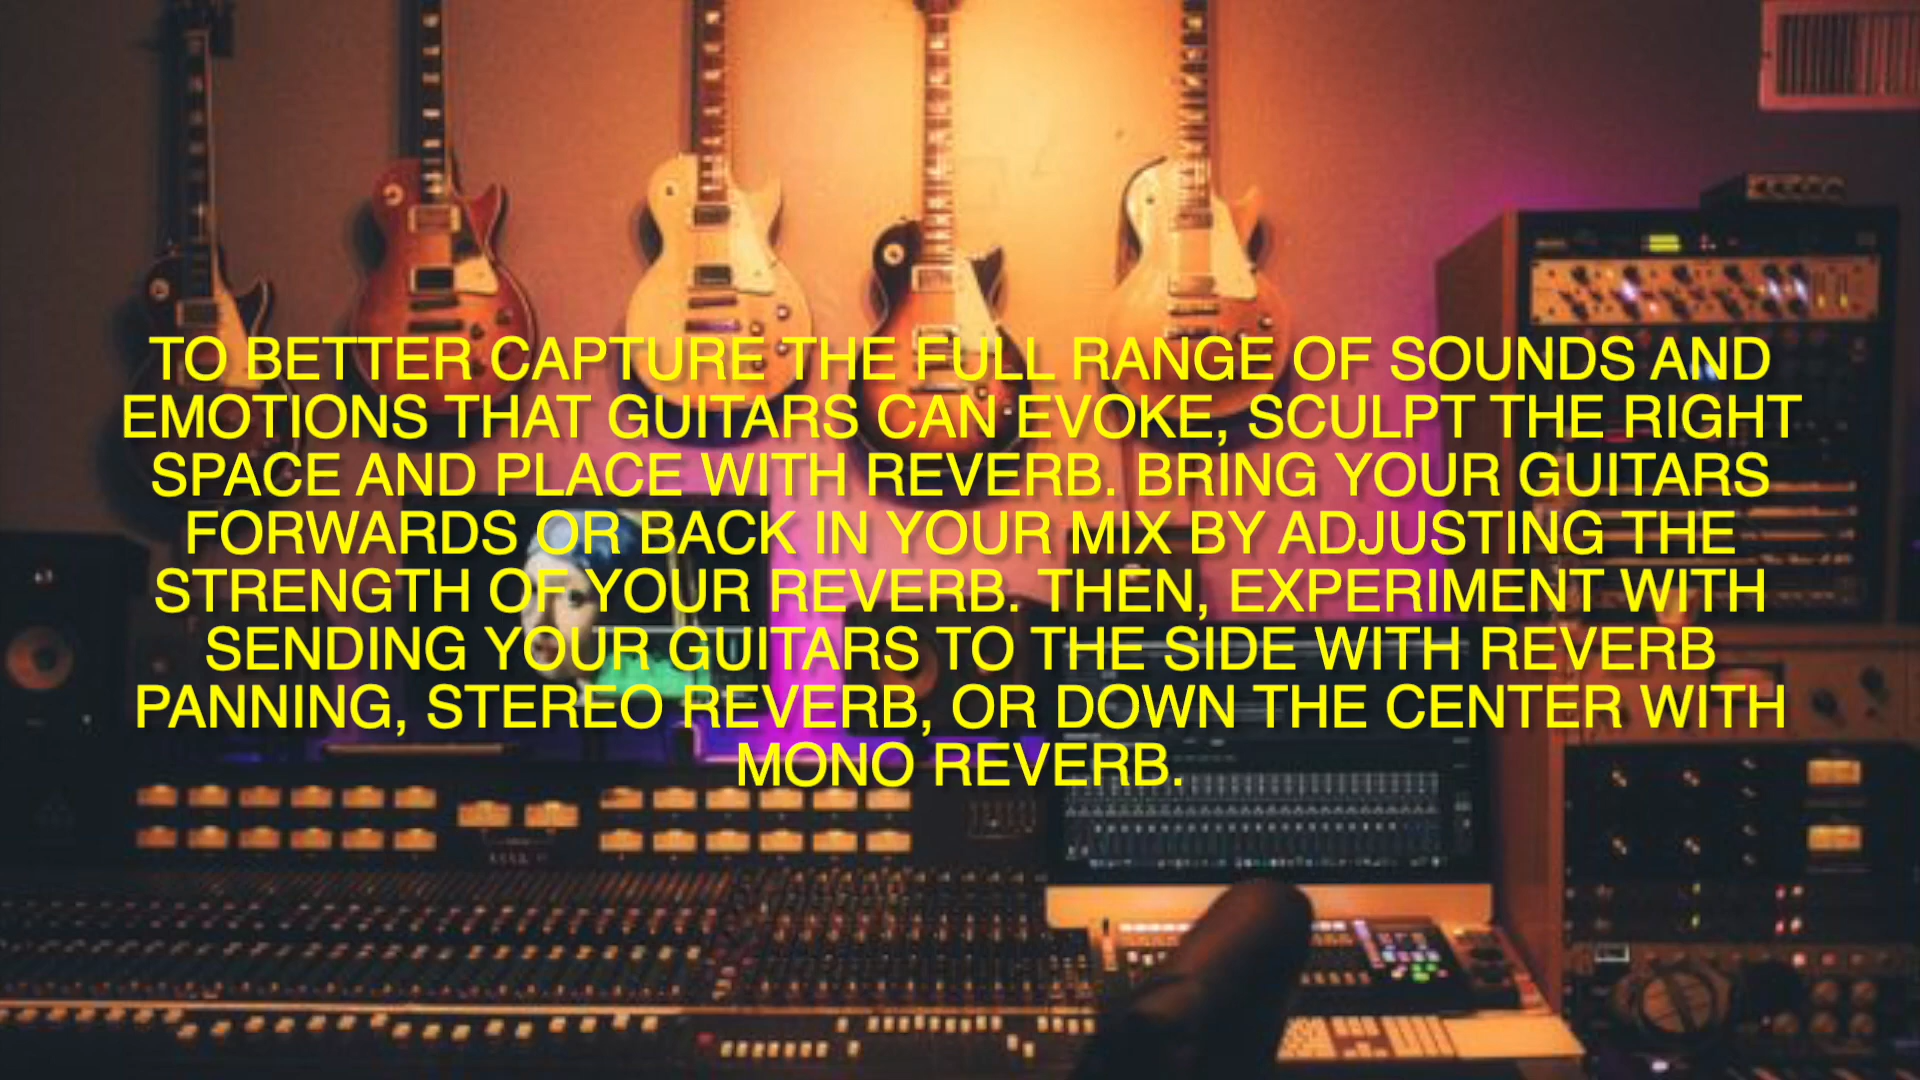 TO BETTER CAPTURE THE FULL RANGE OF SOUNDS AND
EMOTIONS THAT GUITARS CAN EVOKE, SCULPT THE RIGHT
SPACE AND PLACE WITH REVERB. BRING YOUR GUITARS
FORWARDS OR BACK IN YOUR MIX BY ADJUSTING THE
STRENGTH OF YOUR REVERB. THEN, EXPERIMENT WITH
SENDING YOUR GUITARS TO THE SIDE WITH REVERB
PANNING, STEREO REVERB, OR DOWN THE CENTER WITH
MONO REVERB.